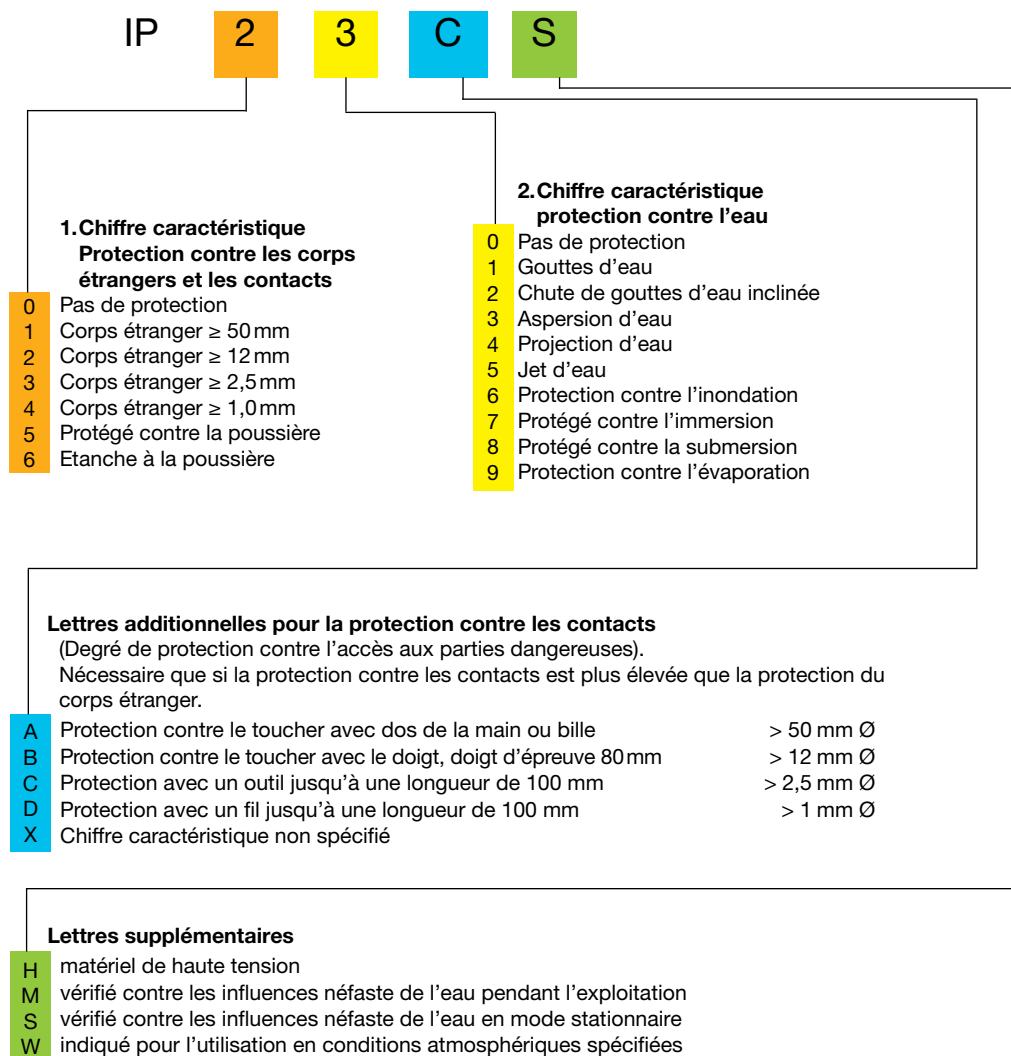 IP 2 3 C S
1. Chiffre caractéristique
Protection contre les corps
étrangers et les contacts
0 Pas de protection
1 Corps étranger ≥ 50 mm
2 Corps étranger ≥ 12 mm
3 Corps étranger ≥ 2,5 mm
4 Corps étranger ≥ 1,0 mm
5 Protégé contre la poussière
6 Etanche à la poussière
2. Chiffre caractéristique
protection contre l’eau
0 Pas de protection
1 Gouttes d’eau
2 Chute de gouttes d’eau inclinée
3 Aspersion d’eau
4 Projection d’eau
5 Jet d’eau
6 Protection contre l’inondation
7 Protégé contre l’immersion
8 Protégé contre la submersion
9 Protection contre l’évaporation
Lettres additionnelles pour la protection contre les contacts
(Degré de protection contre l’accès aux parties dangereuses).
Nécessaire que si la protection contre les contacts est plus élevée que la protection du
corps étranger.
A Protection contre le toucher avec dos de la main ou bille > 50 mm Ø
B Protection contre le toucher avec le doigt, doigt d’épreuve 80 mm > 12 mm Ø
C Protection avec un outil jusqu’à une longueur de 100 mm > 2,5 mm Ø
D Protection avec un fil jusqu’à une longueur de 100 mm > 1 mm Ø
X Chiffre caractéristique non spécifié
Lettres supplémentaires
H matériel de haute tension
M vérifié contre les influences néfaste de l’eau pendant l’exploitation
S vérifié contre les influences néfaste de l’eau en mode stationnaire
W indiqué pour l’utilisation en conditions atmosphériques spécifiées